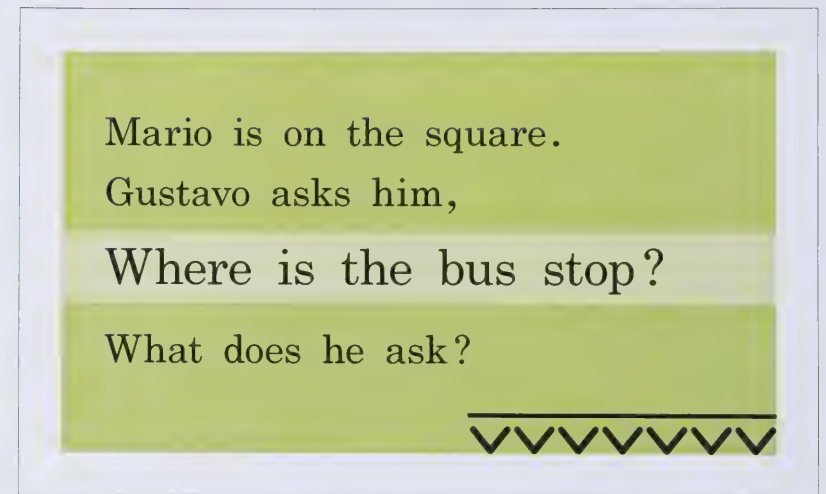 Mario is on the square.
Gustavo asks him,
Where is the bus stop?
What does he ask?